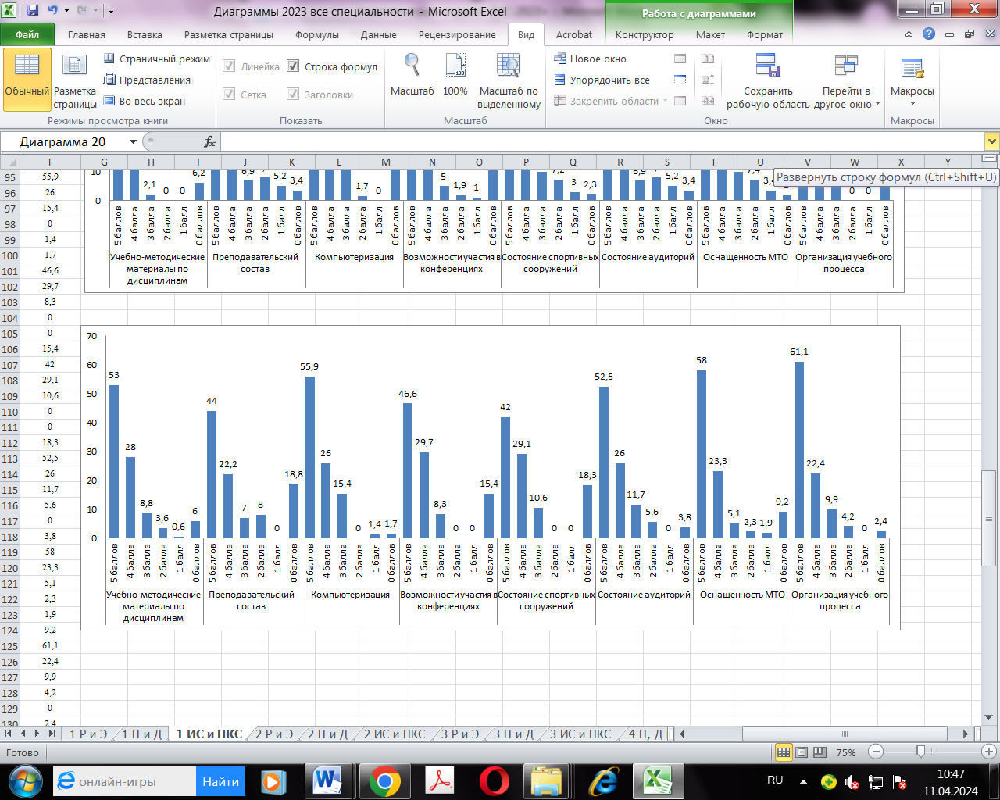 Диаграммы 2023 все специальности - Microsoft Excel
Работа с диаграммами
Файл Главная Вставка Разметка страницы Формулы Данные Рецензирование Вид Acrobat Конструктор Макет Формат
Обычный
Разметка страницы
Страничный режим
Представления
Во весь экран
Режимы просмотра книги
Линейка
Строка формул
Сетка
Заголовки
Показать
Масштаб
100%
Масштаб по выделенному
Масштаб
Новое окно
Упорядочить все
Закрепить области
Сохранить рабочую область
Перейти в другое окно
Окно
Макросы
Макросы
Диаграмма 20
fx
F G H I J K L M N O P Q R S T U V W X Y Z
Развернуть строку формул (Ctrl+Shift+U)
95 55,9
96 26
97 15,4
98 0
99 1,4
100 1,7
101 46,6
102 29,7
103 8,3
104 0
105 0
106 15,4
107 42
108 29,1
109 10,6
110 0
111 0
112 18,3
113 52,5
114 26
115 11,7
116 5,6
117 0
118 3,8
119 58
120 23,3
121 5,1
122 2,3
123 1,9
124 9,2
125 61,1
126 22,4
127 9,9
128 4,2
129 0
130 2,4
10
0
2,1 0 0 6,2 6,9 5,2 3,4 1,7 0 5 1,9 1 7,2 3 2,3 6,9 5,2 3,4 7,4 3,4 0 0
5 баллов 4 балла 3 балла 2 балла 1 балл 0 баллов
5 баллов 4 балла 3 балла 2 балла 1 балл 0 баллов
5 баллов 4 балла 3 балла 2 балла 1 балл 0 баллов
5 баллов 4 балла 3 балла 2 балла 1 балл 0 баллов
5 баллов 4 балла 3 балла 2 балла 1 балл 0 баллов
5 баллов 4 балла 3 балла 2 балла 1 балл 0 баллов
5 баллов 4 балла 3 балла 2 балла 1 балл 0 баллов
5 баллов 4 балла 3 балла 2 балла 1 балл 0 баллов
Учебно-методические материалы по дисциплинам
Преподавательский состав
Компьютеризация
Возможности участия в конференциях
Состояние спортивных сооружений
Состояние аудиторий
Оснащенность МТО
Организация учебного процесса
70
60
50
40
30
20
10
0
53 28 8,8 3,6 0,6 6
44 22,2 7 8 0 18,8
55,9 26 15,4 0 1,4 1,7
46,6 29,7 8,3 0 0 15,4
42 29,1 10,6 0 0 18,3
52,5 26 11,7 5,6 0 3,8
58 23,3 5,1 2,3 1,9 9,2
61,1 22,4 9,9 4,2 0 2,4
5 баллов 4 балла 3 балла 2 балла 1 балл 0 баллов
5 баллов 4 балла 3 балла 2 балла 1 балл 0 баллов
5 баллов 4 балла 3 балла 2 балла 1 балл 0 баллов
5 баллов 4 балла 3 балла 2 балла 1 балл 0 баллов
5 баллов 4 балла 3 балла 2 балла 1 балл 0 баллов
5 баллов 4 балла 3 балла 2 балла 1 балл 0 баллов
5 баллов 4 балла 3 балла 2 балла 1 балл 0 баллов
5 баллов 4 балла 3 балла 2 балла 1 балл 0 баллов
Учебно-методические материалы по дисциплинам
Преподавательский состав
Компьютеризация
Возможности участия в конференциях
Состояние спортивных сооружений
Состояние аудиторий
Оснащенность МТО
Организация учебного процесса
1 Р и Э 1 П и Д 1 ИС и ПКС 2 Р и Э 2 П и Д 2 ИС и ПКС 3 Р и Э 3 П и Д 3 ИС и ПКС 4 П, Д
Готово
75%
онлайн-игры
Найти
RU
10:47
11.04.2024